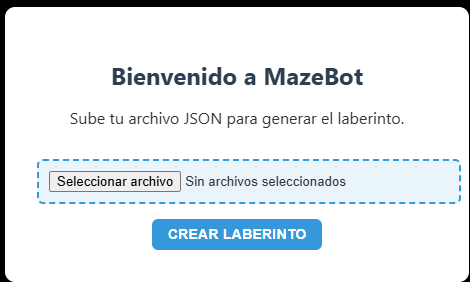 Bienvenido a MazeBot
Sube tu archivo JSON para generar el laberinto.
Seleccionar archivo Sin archivos seleccionados
CREAR LABERINTO